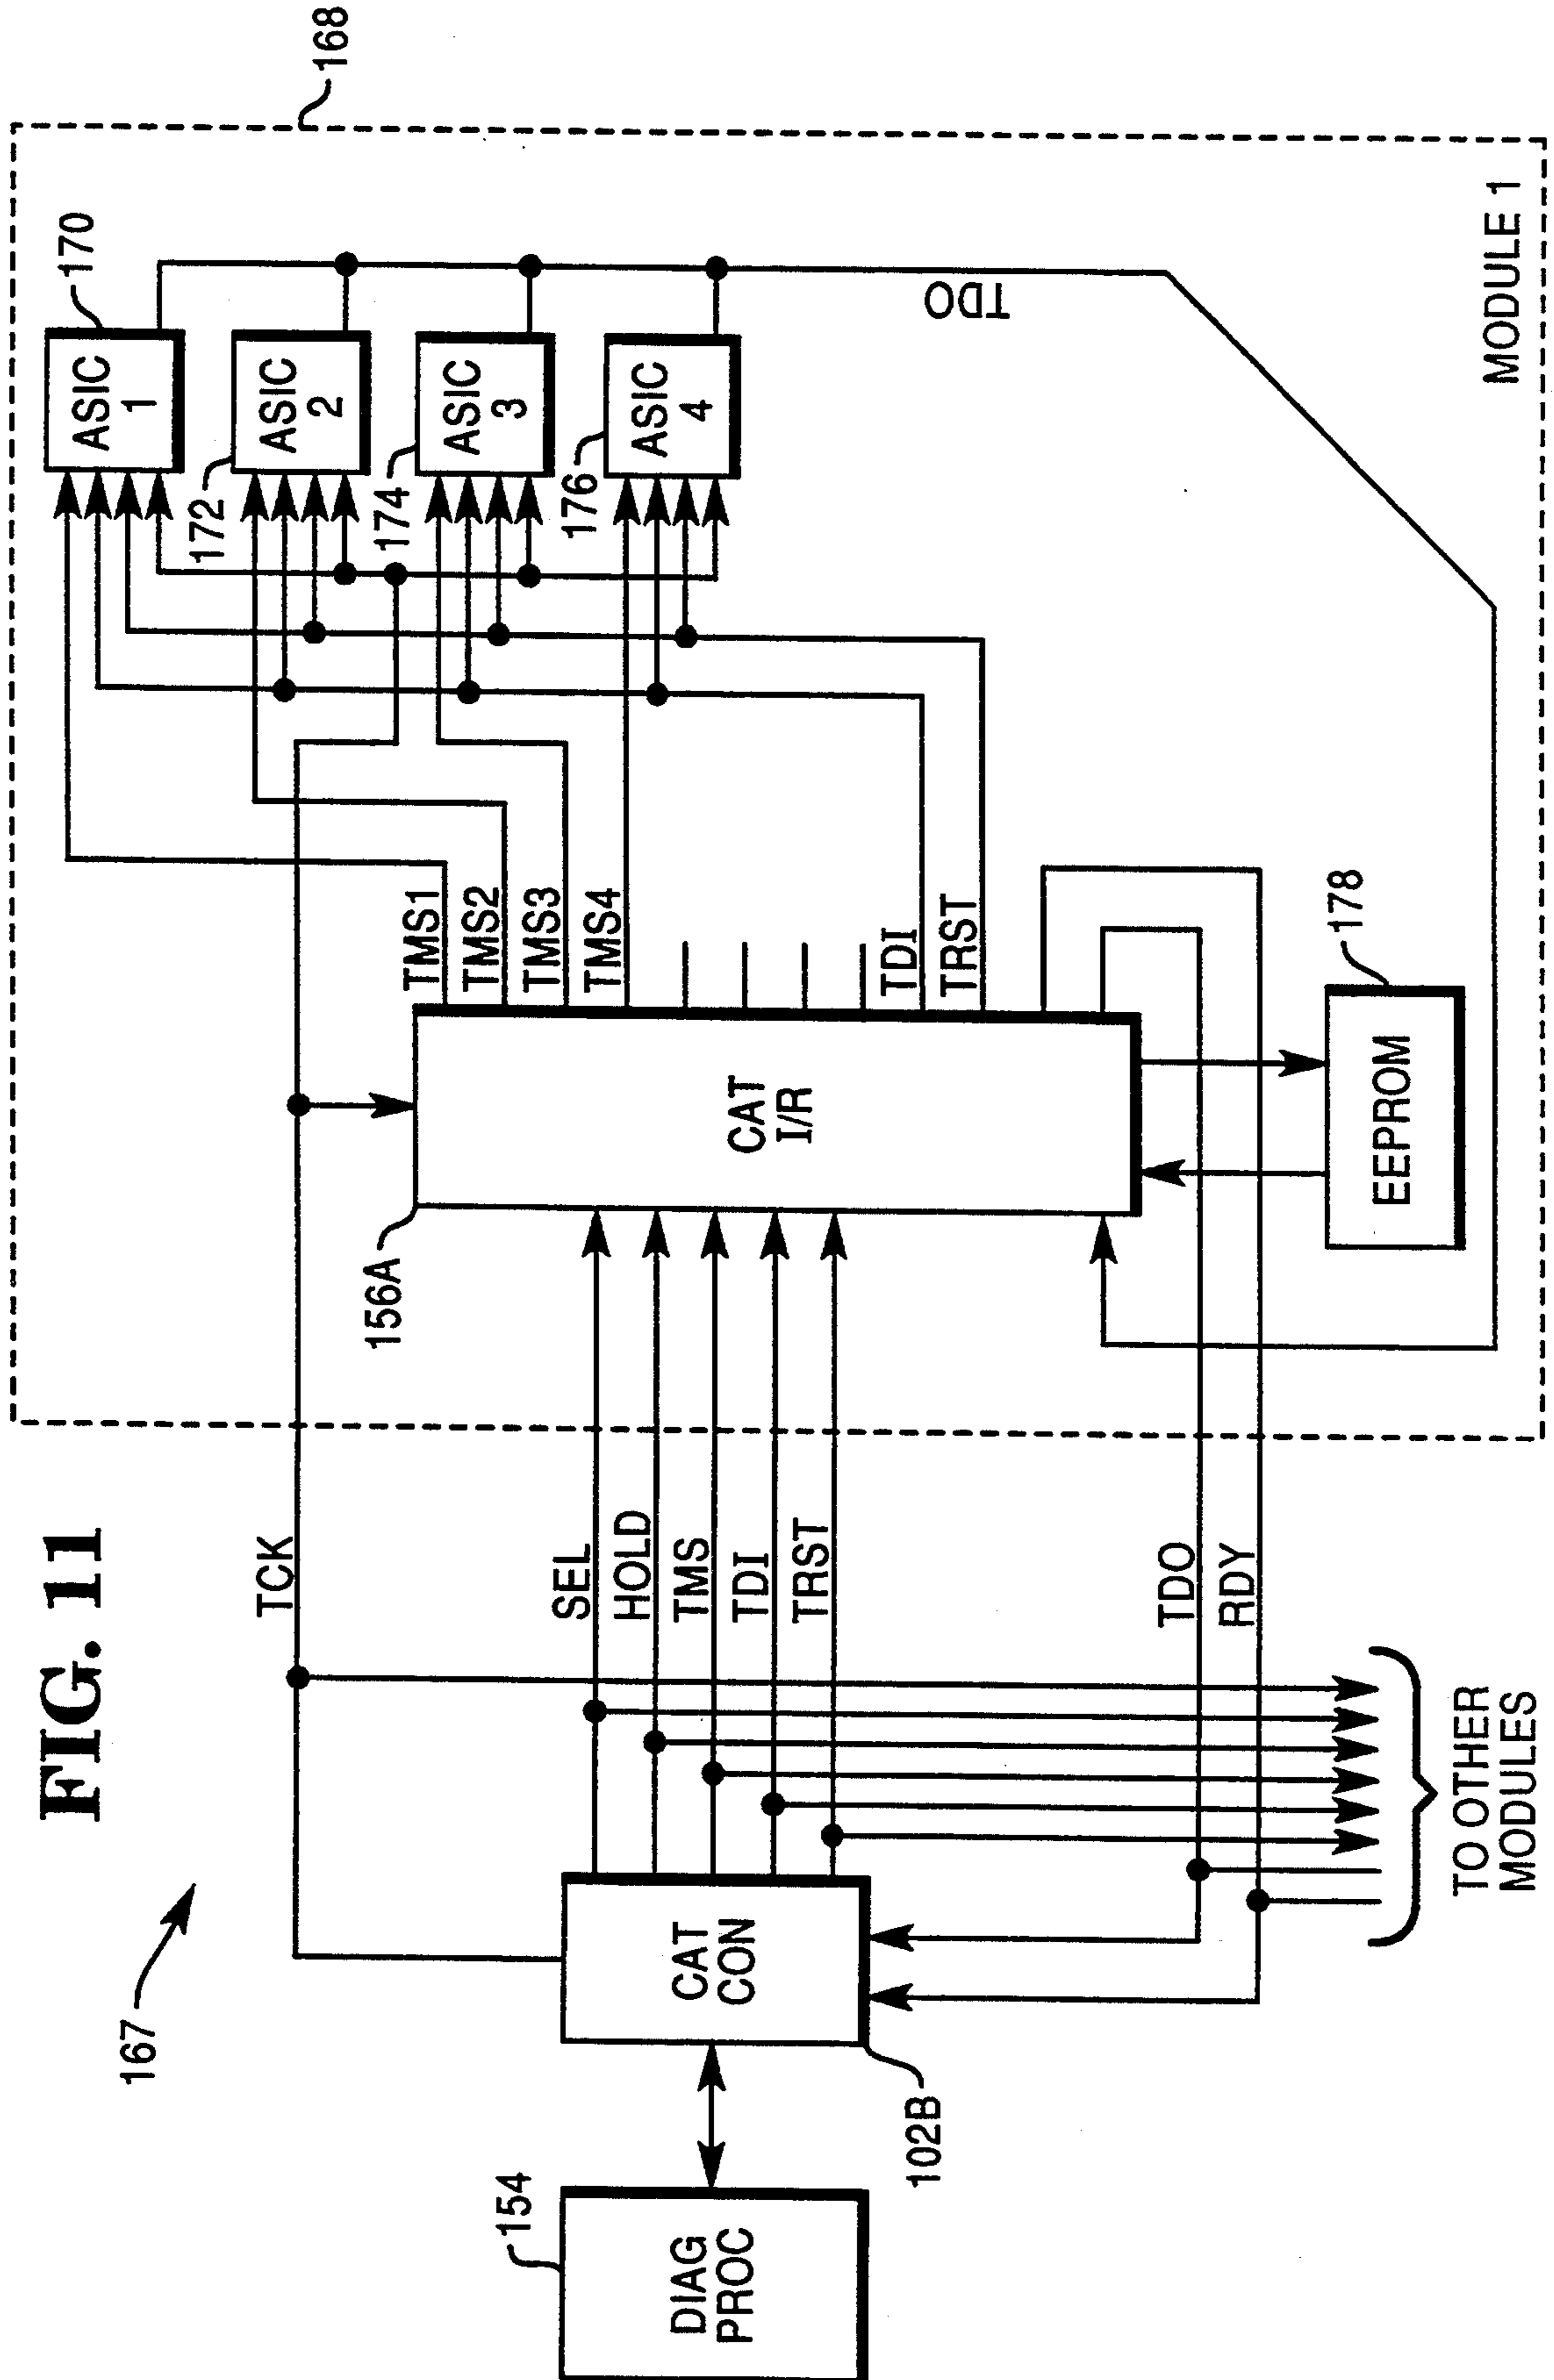 FIG. 11
167
168
TCK
154
DIAG
PROC
102B
CAT
CON
SEL
HOLD
TMS
TDI
TRST
TDO
RDY
TO OTHER
MODULES
156A
CAT
I/R
TMS1
TMS2
TMS3
TMS4
TDI
TRST
178
EEPROM
170
ASIC
1
172
ASIC
2
174
ASIC
3
176
ASIC
4
TDO
MODULE 1